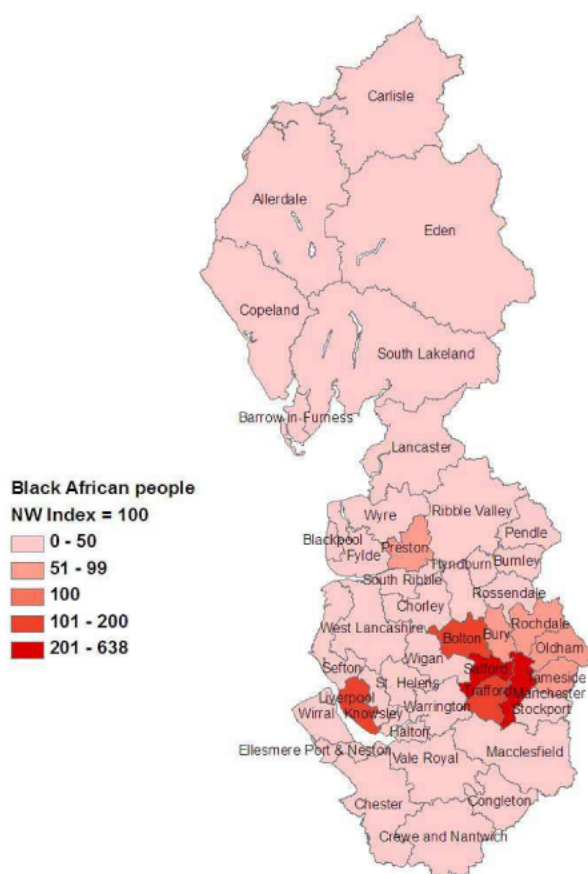 Carlisle
Allerdale
Eden
Copeland
South Lakeland
Barrow-in-Furness
Lancaster
Black African people
NW Index = 100
0 - 50
51 - 99
100
101 - 200
201 - 638
Wyre
Ribble Valley
Blackpool
Fylde
Preston
Pendle
Burnley
Hyndburn
South Ribble
Rossendale
Chorley
West Lancashire
Bolton
Bury
Rochdale
Oldham
Wigan
Sefton
Salford
St
Helens
Tameside
Trafford
Manchester
Liverpool
Knowsley
Warrington
Stockport
Wirral
Halton
Ellesmere Port & Neston
Vale Royal
Macclesfield
Chester
Congleton
Crewe and Nantwich